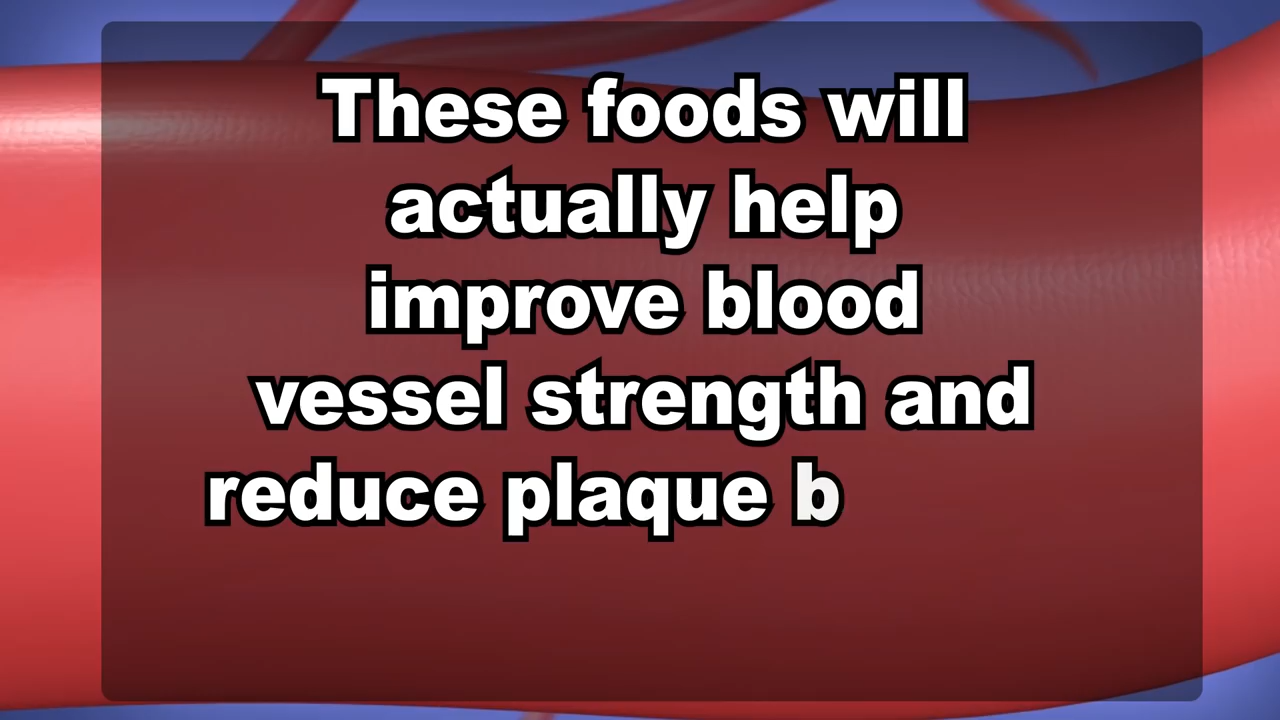 These foods will
actually help
improve blood
vessel strength and
reduce plaque b